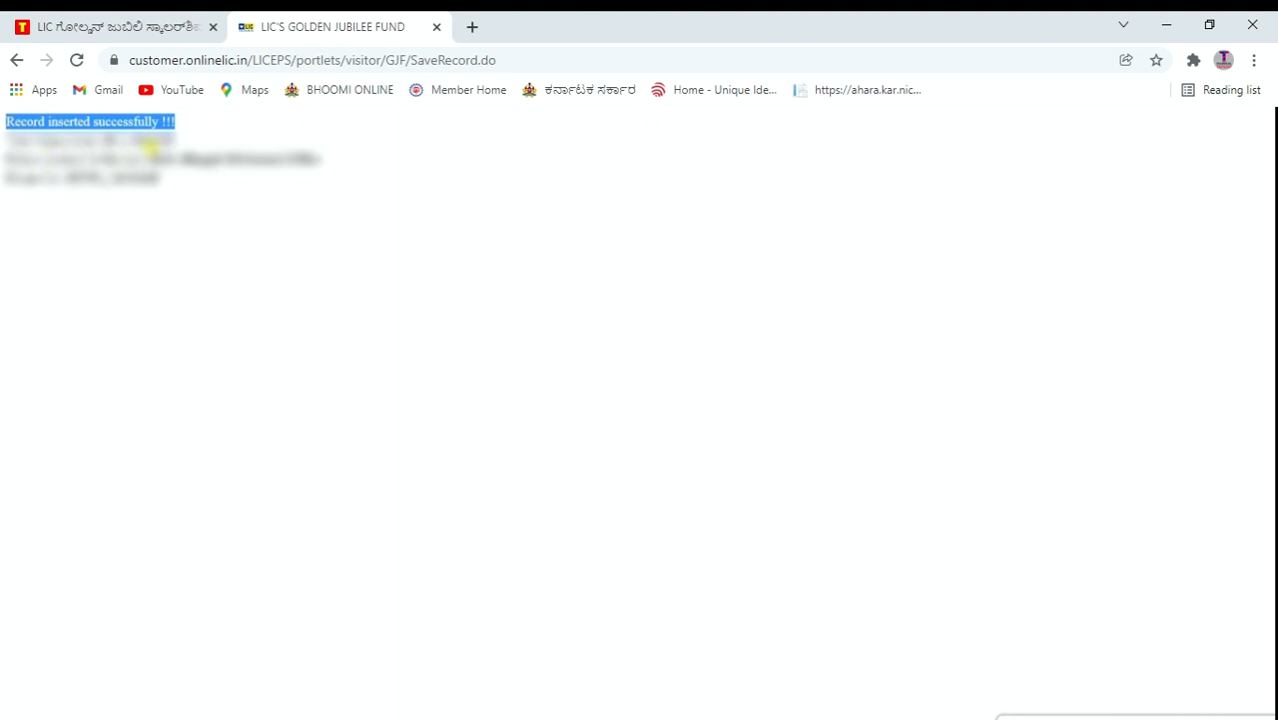 LIC ಗೋಲ್ಡನ್ ಜುಬಿಲಿ ಸ್ಕಾಲರ್‌ಶಿಪ
LIC'S GOLDEN JUBILEE FUND
customer.onlinelic.in/LICEPS/portlets/visitor/GJF/SaveRecord.do
Apps Gmail YouTube Maps BHOOMI ONLINE Member Home ಕರ್ನಾಟಕ ಸರ್ಕಾರ Home - Unique Ide... https://ahara.kar.nic... Reading list
Record inserted successfully !!!